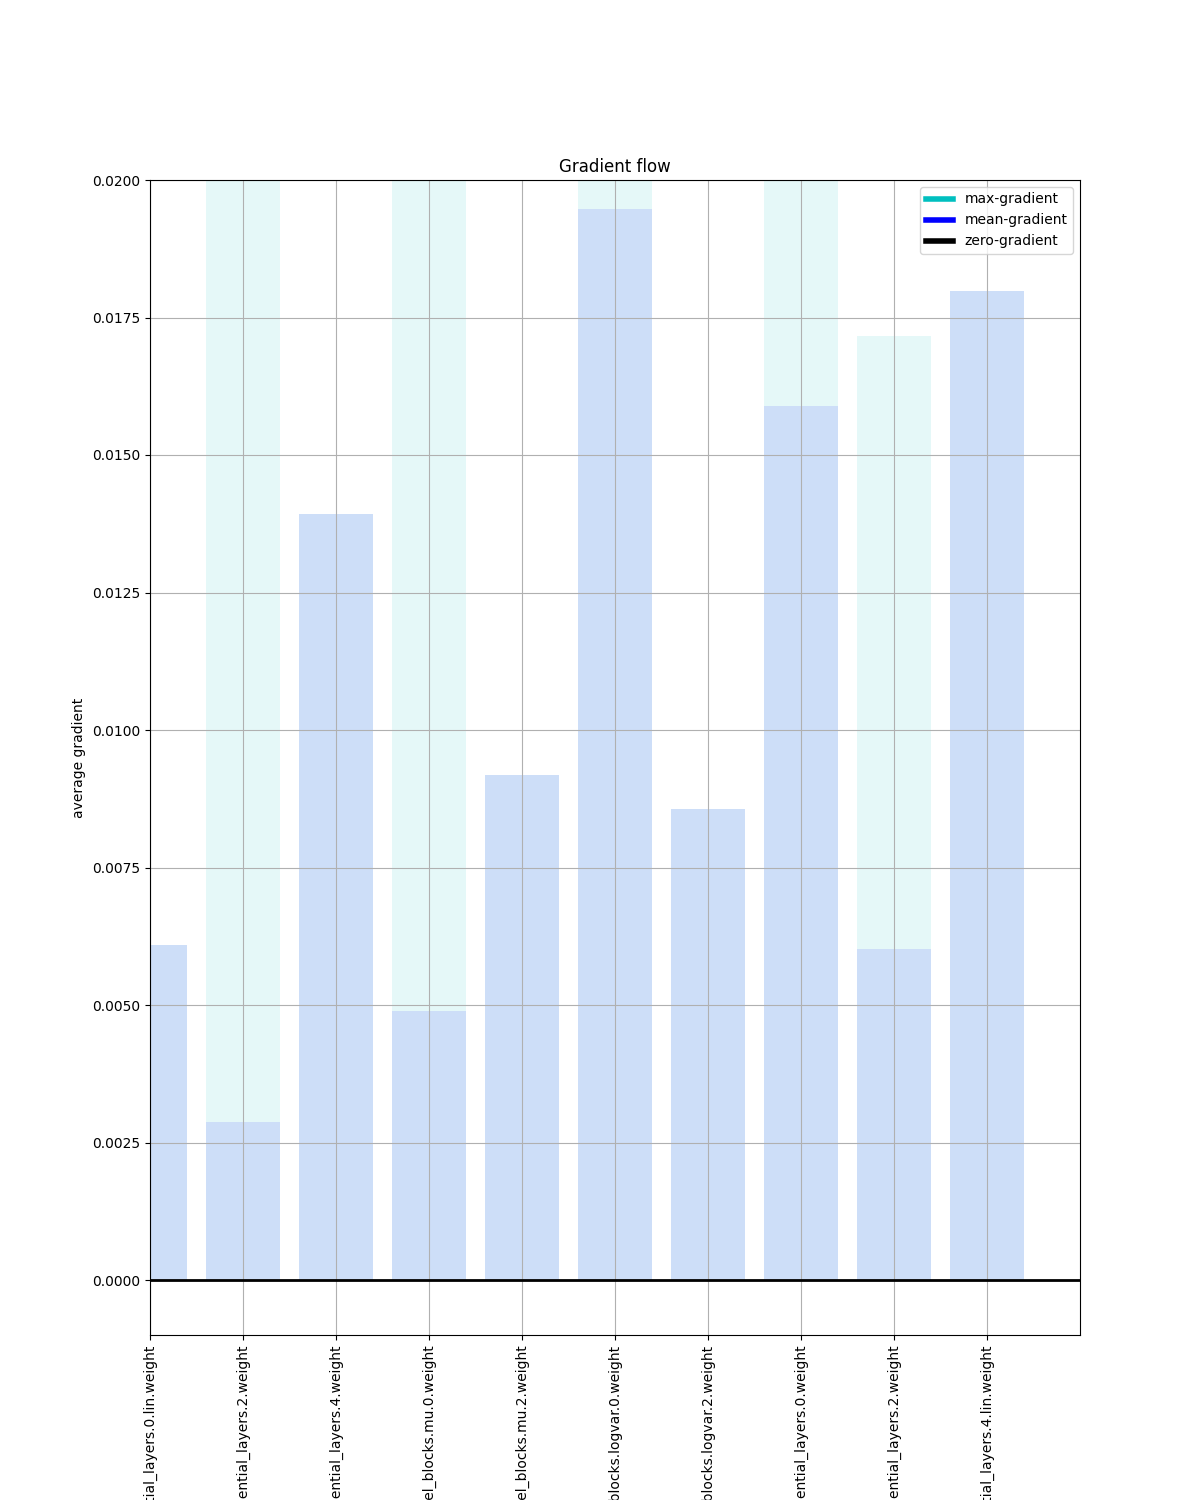 Gradient flow
max-gradient
mean-gradient
zero-gradient
average gradient
0.0200
0.0175
0.0150
0.0125
0.0100
0.0075
0.0050
0.0025
0.0000
tial_layers.0.lin.weight
ential_layers.2.weight
ential_layers.4.weight
el_blocks.mu.0.weight
el_blocks.mu.2.weight
blocks.logvar.0.weight
blocks.logvar.2.weight
ential_layers.0.weight
ential_layers.2.weight
tial_layers.4.lin.weight